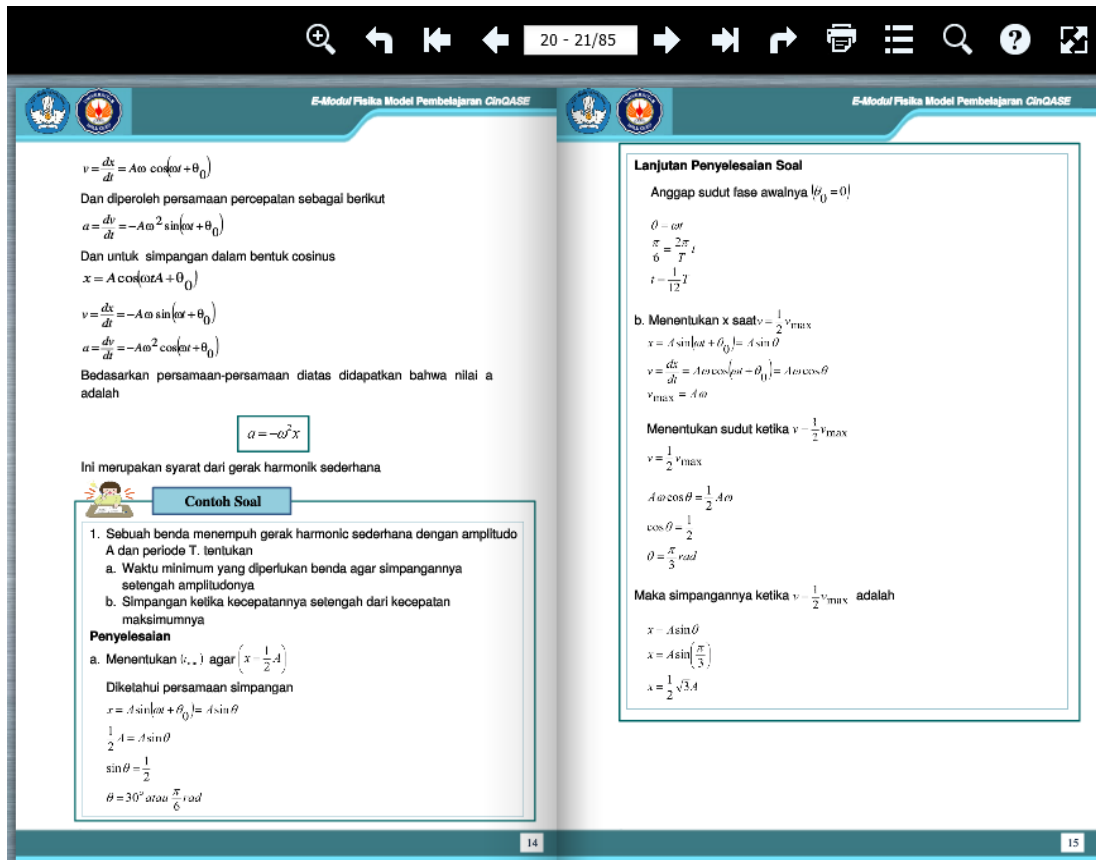 20 - 21/85
E-Modul Fisika Model Pembelajaran CinQASE
v = dx/dt = Aω cos(ωt + θ₀)
Dan diperoleh persamaan percepatan sebagai berikut
a = dv/dt = −Aω² sin(ωt + θ₀)
Dan untuk simpangan dalam bentuk cosinus
x = A cos(ωtA + θ₀)
v = dx/dt = −Aω sin(ωt + θ₀)
a = dv/dt = −Aω² cos(ωt + θ₀)
Bedasarkan persamaan-persamaan diatas didapatkan bahwa nilai a
adalah
a = −ω²x
Ini merupakan syarat dari gerak harmonik sederhana
Contoh Soal
1. Sebuah benda menempuh gerak harmonic sederhana dengan amplitudo
A dan periode T. tentukan
a. Waktu minimum yang diperlukan benda agar simpangannya
setengah amplitudonya
b. Simpangan ketika kecepatannya setengah dari kecepatan
maksimumnya
Penyelesaian
a. Menentukan agar (x − 1/2 A)
Diketahui persamaan simpangan
x = A sin(ωt + θ₀) = A sin θ
1/2 A = A sin θ
sin θ = 1/2
θ = 30° atau π/6 rad
14
E-Modul Fisika Model Pembelajaran CinQASE
Lanjutan Penyelesaian Soal
Anggap sudut fase awalnya (θ₀ = 0)
θ = ωt
π/6 = 2π/T t
t = 1/12 T
b. Menentukan x saat v = 1/2 vmax
x = A sin(ωt + θ₀) = A sin θ
v = dx/dt = Aω cos(ωt + θ₀) = Aω cos θ
vmax = Aω
Menentukan sudut ketika v = 1/2 vmax
v = 1/2 vmax
Aω cos θ = 1/2 Aω
cos θ = 1/2
θ = π/3 rad
Maka simpangannya ketika v = 1/2 vmax adalah
x = A sin θ
x = A sin(π/3)
x = 1/2 √3 A
15